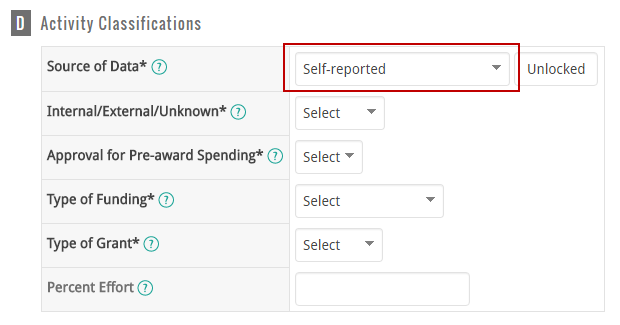 D Activity Classifications
Source of Data* ? Self-reported Unlocked
Internal/External/Unknown* ? Select
Approval for Pre-award Spending* ? Select
Type of Funding* ? Select
Type of Grant* ? Select
Percent Effort ?